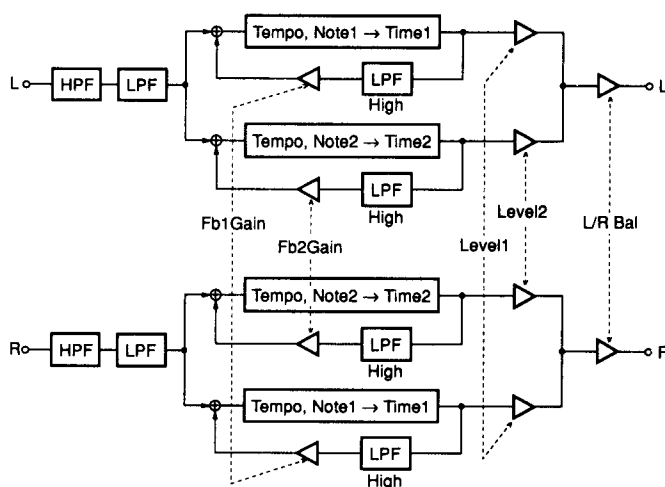 Tempo, Note1 → Time1
LPF
High
L HPF LPF L
Tempo, Note2 → Time2
LPF
High
Fb1Gain Fb2Gain Level1 Level2 L/R Bal
Tempo, Note2 → Time2
LPF
High
R HPF LPF
Tempo, Note1 → Time1
LPF
High